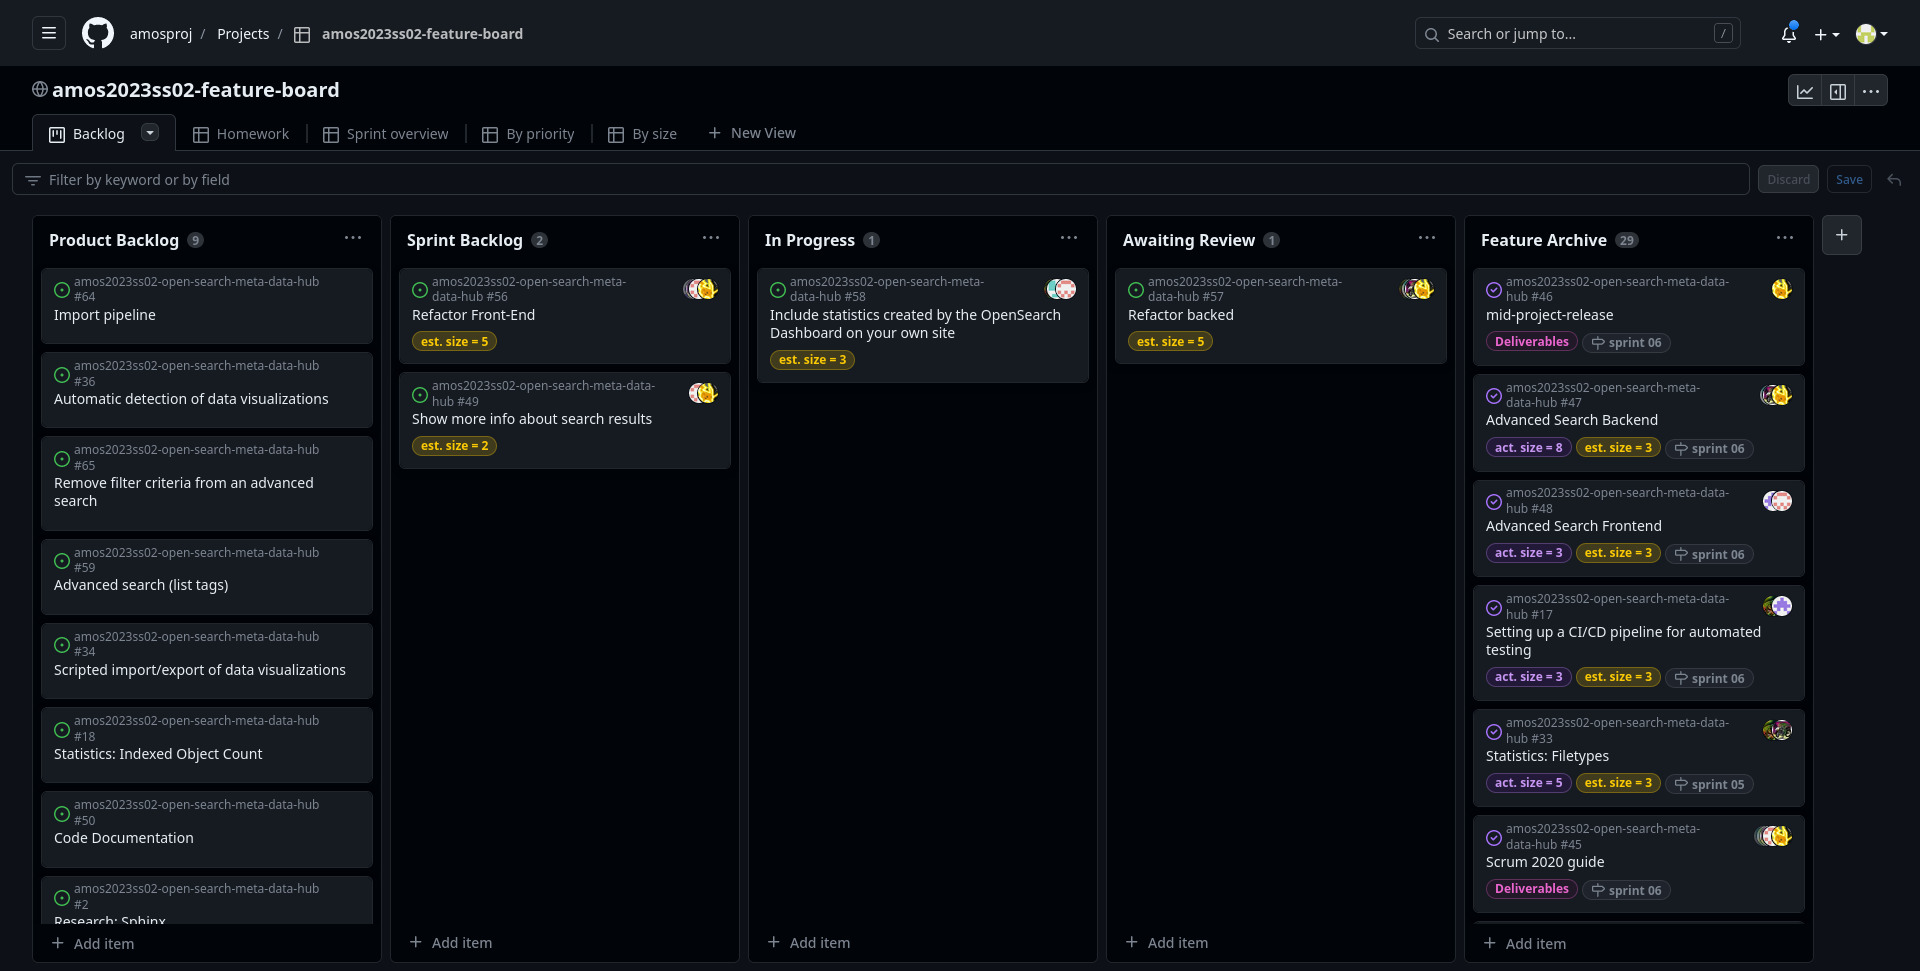 amosproj / Projects / amos2023ss02-feature-board
Search or jump to... /
amos2023ss02-feature-board
Backlog
Homework
Sprint overview
By priority
By size
New View
Filter by keyword or by field
Discard
Save
Product Backlog 9
amos2023ss02-open-search-meta-data-hub
#64
Import pipeline
amos2023ss02-open-search-meta-data-hub
#36
Automatic detection of data visualizations
amos2023ss02-open-search-meta-data-hub
#65
Remove filter criteria from an advanced
search
amos2023ss02-open-search-meta-data-hub
#59
Advanced search (list tags)
amos2023ss02-open-search-meta-data-hub
#34
Scripted import/export of data visualizations
amos2023ss02-open-search-meta-data-hub
#18
Statistics: Indexed Object Count
amos2023ss02-open-search-meta-data-hub
#50
Code Documentation
amos2023ss02-open-search-meta-data-hub
#2
Research: Sphinx
Add item
Sprint Backlog 2
amos2023ss02-open-search-meta-
data-hub #56
Refactor Front-End
est. size = 5
amos2023ss02-open-search-meta-data-
hub #49
Show more info about search results
est. size = 2
Add item
In Progress 1
amos2023ss02-open-search-meta-
data-hub #58
Include statistics created by the OpenSearch
Dashboard on your own site
est. size = 3
Add item
Awaiting Review 1
amos2023ss02-open-search-meta-
data-hub #57
Refactor backed
est. size = 5
Add item
Feature Archive 29
amos2023ss02-open-search-meta-data-
hub #46
mid-project-release
Deliverables sprint 06
amos2023ss02-open-search-meta-
data-hub #47
Advanced Search Backend
act. size = 8 est. size = 3 sprint 06
amos2023ss02-open-search-meta-data-
hub #48
Advanced Search Frontend
act. size = 3 est. size = 3 sprint 06
amos2023ss02-open-search-meta-data-
hub #17
Setting up a CI/CD pipeline for automated
testing
act. size = 3 est. size = 3 sprint 06
amos2023ss02-open-search-meta-data-
hub #33
Statistics: Filetypes
act. size = 5 est. size = 3 sprint 05
amos2023ss02-open-search-meta-
data-hub #45
Scrum 2020 guide
Deliverables sprint 06
Add item